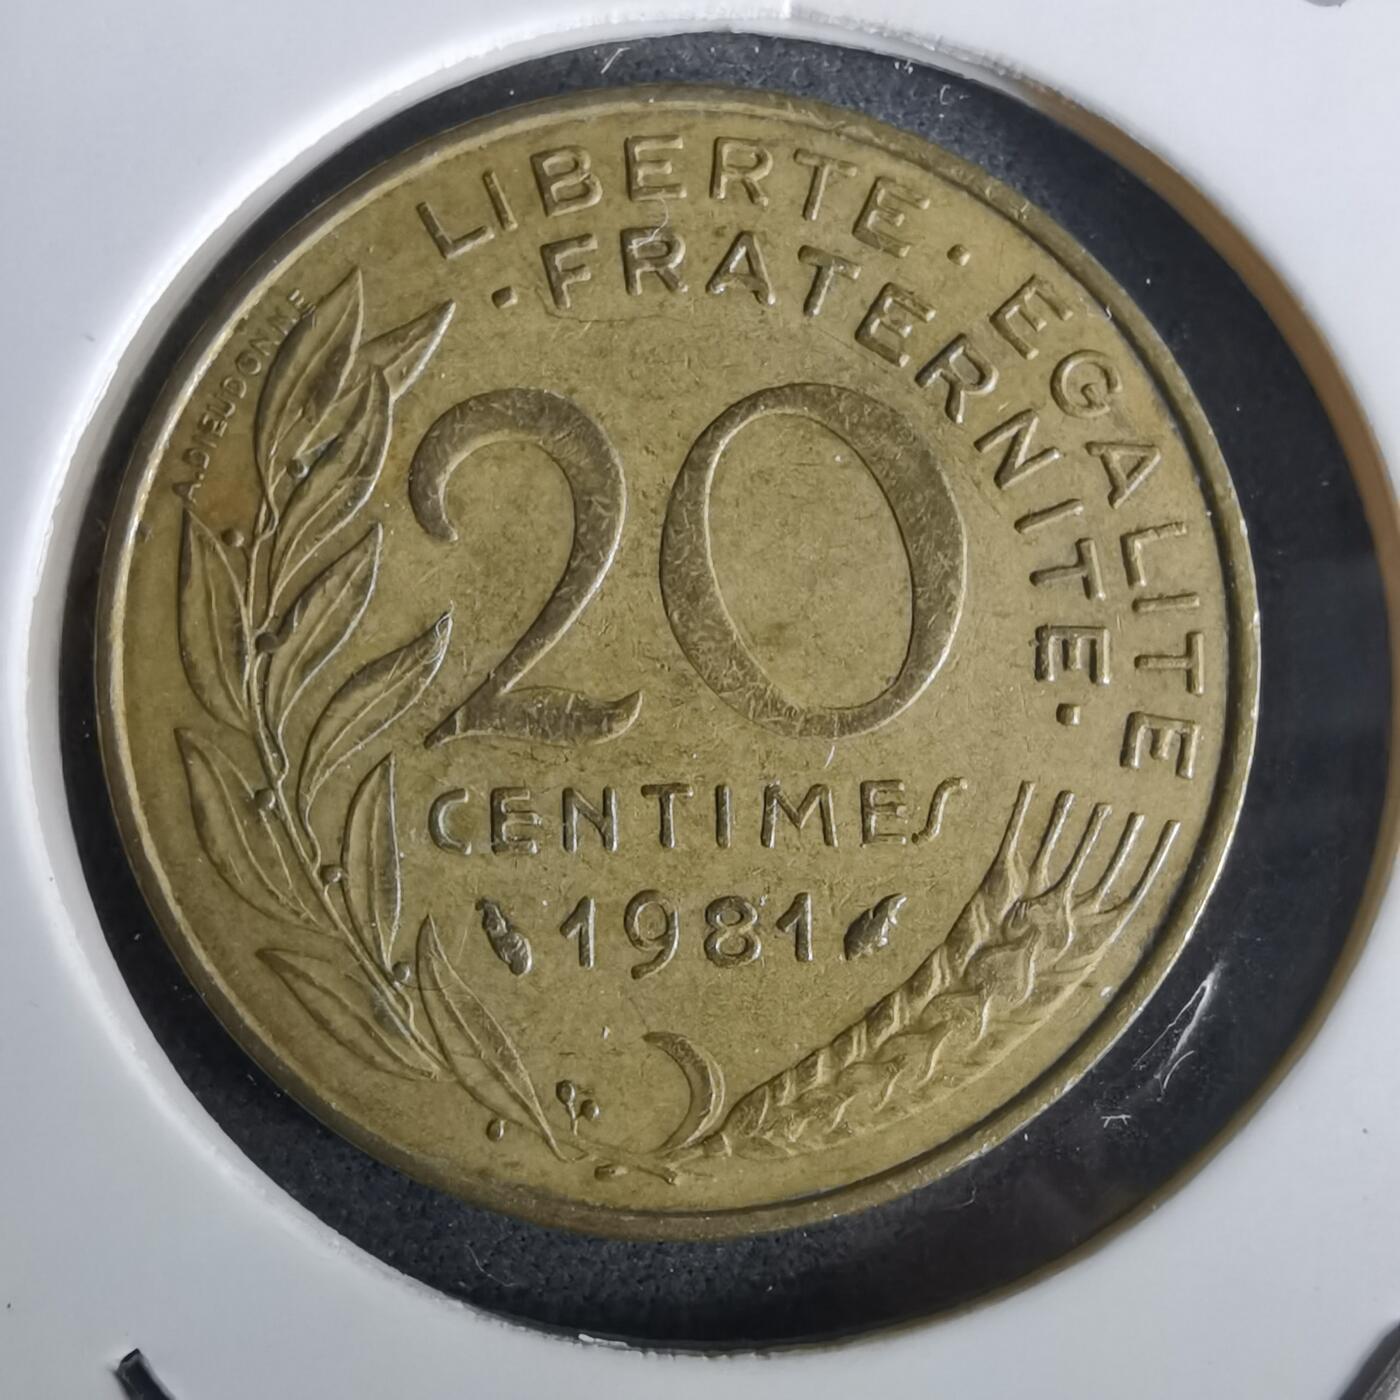 LIBERTE · EGALITE
· FRATERNITE ·
A.DIEUDONNE
20
CENTIMES
1981